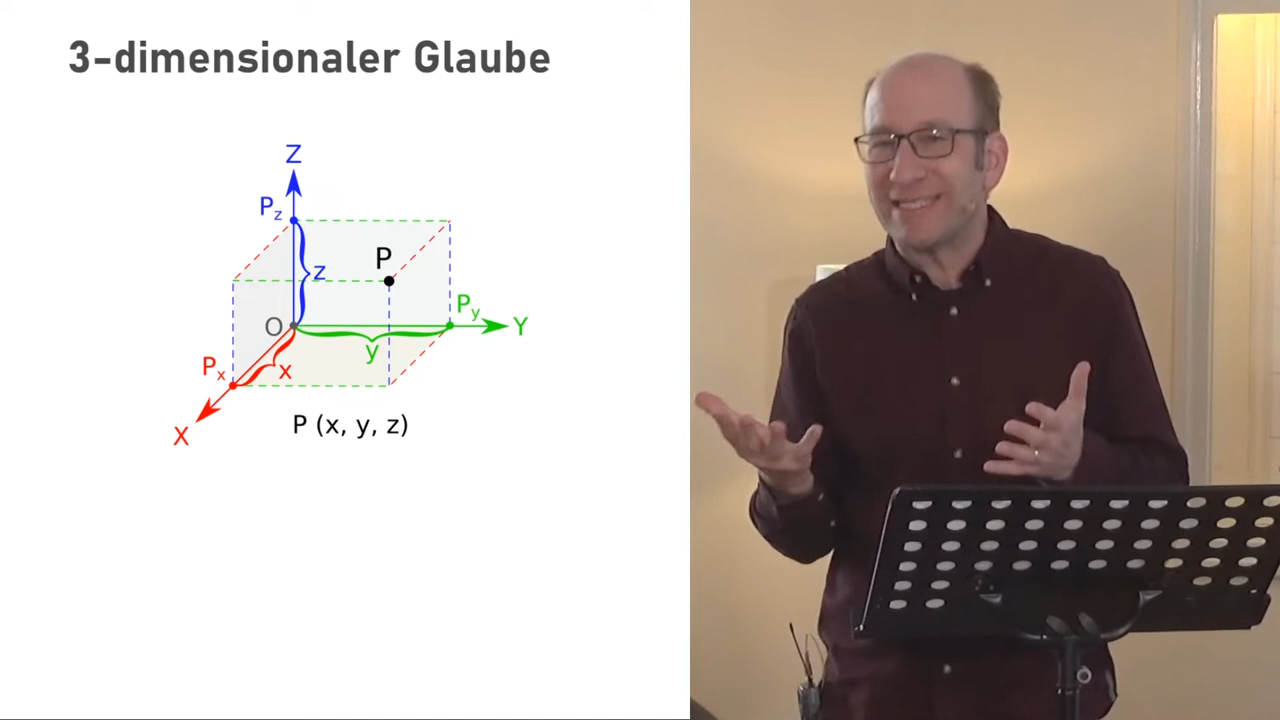 3-dimensionaler Glaube
Z
Pz
P
z
Py
O
Y
y
Px
x
P (x, y, z)
X